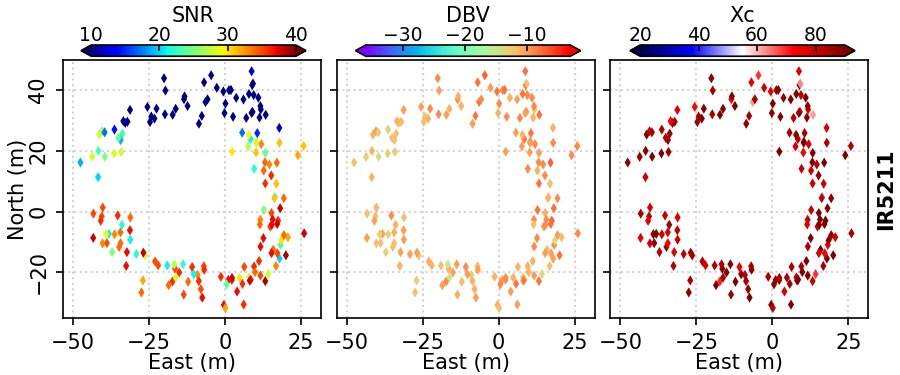 SNR DBV Xc
10 20 30 40 −30 −20 −10 20 40 60 80
North (m)
40
20
0
−20
−50 −25 0 25 −50 −25 0 25 −50 −25 0 25
East (m) East (m) East (m)
IR5211